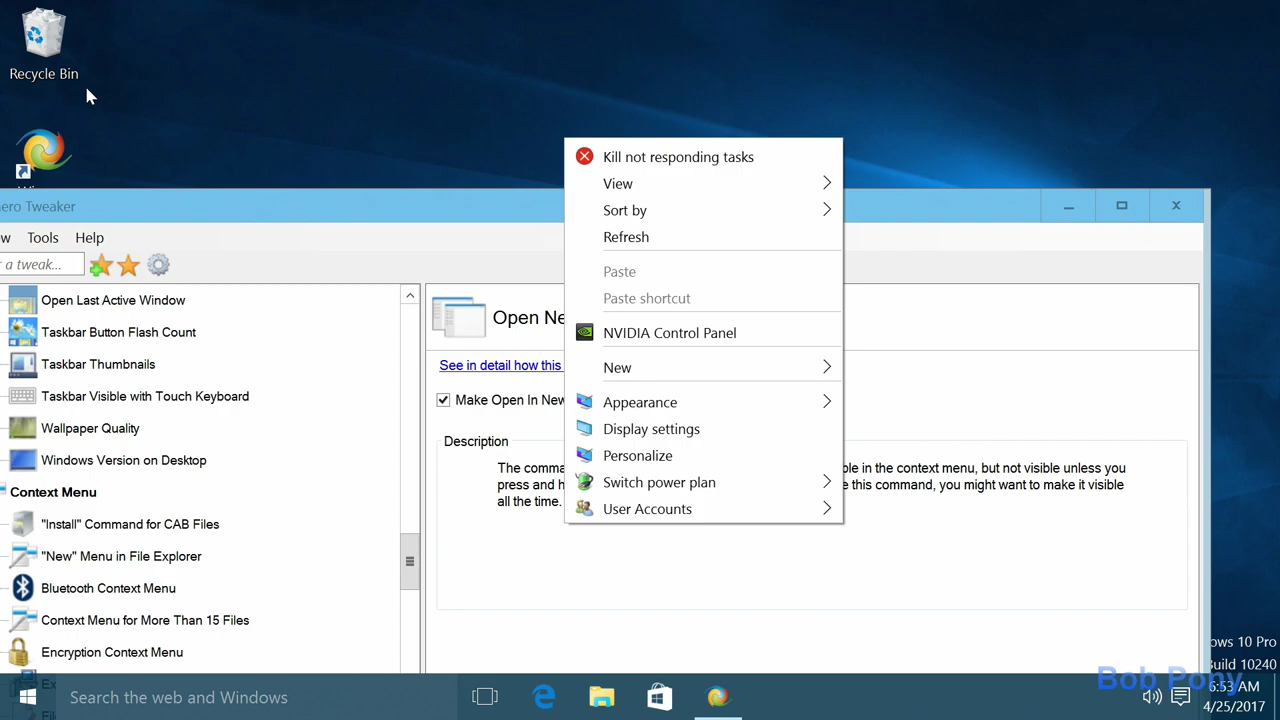 Recycle Bin
ero Tweaker
w Tools Help
r a tweak...
Open Last Active Window
Taskbar Button Flash Count
Taskbar Thumbnails
Taskbar Visible with Touch Keyboard
Wallpaper Quality
Windows Version on Desktop
Context Menu
"Install" Command for CAB Files
"New" Menu in File Explorer
Bluetooth Context Menu
Context Menu for More Than 15 Files
Encryption Context Menu
Open Ne
See in detail how this
Make Open In New
Description
The comma ble in the context menu, but not visible unless you
press and h e this command, you might want to make it visible
all the time.
Kill not responding tasks
View
Sort by
Refresh
Paste
Paste shortcut
NVIDIA Control Panel
New
Appearance
Display settings
Personalize
Switch power plan
User Accounts
ows 10 Pro
Build 10240
Bob Pony
Search the web and Windows
6:53 AM
4/25/2017